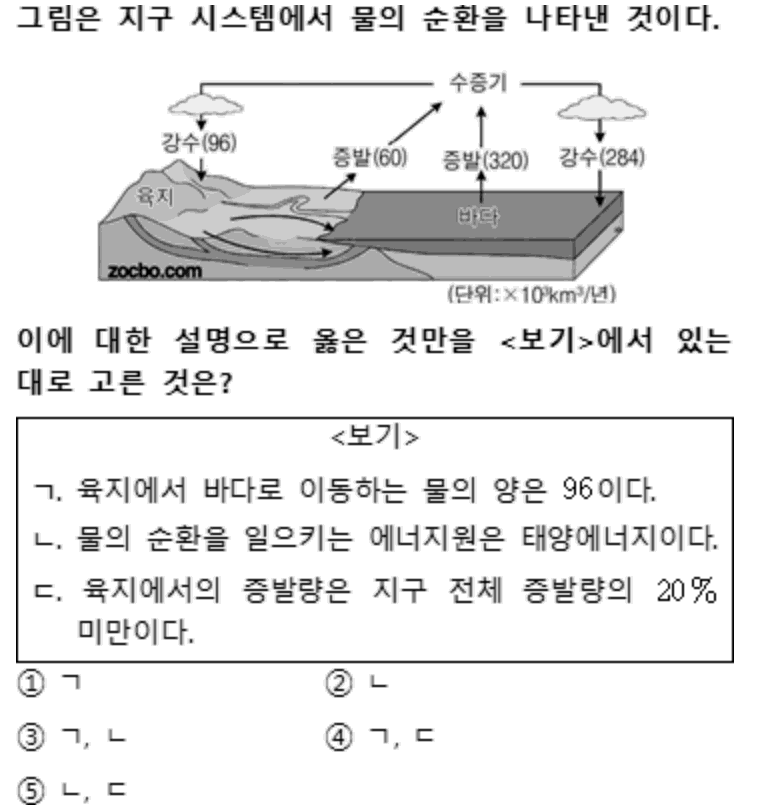 그림은 지구 시스템에서 물의 순환을 나타낸 것이다.
수증기
강수(96)
증발(60)
증발(320)
강수(284)
육지
바다
zocbo.com
(단위:×10³km³/년)
이에 대한 설명으로 옳은 것만을 <보기>에서 있는
대로 고른 것은?
<보기>
ㄱ. 육지에서 바다로 이동하는 물의 양은 96이다.
ㄴ. 물의 순환을 일으키는 에너지원은 태양에너지이다.
ㄷ. 육지에서의 증발량은 지구 전체 증발량의 20%
미만이다.
① ㄱ ② ㄴ
③ ㄱ, ㄴ ④ ㄱ, ㄷ
⑤ ㄴ, ㄷ